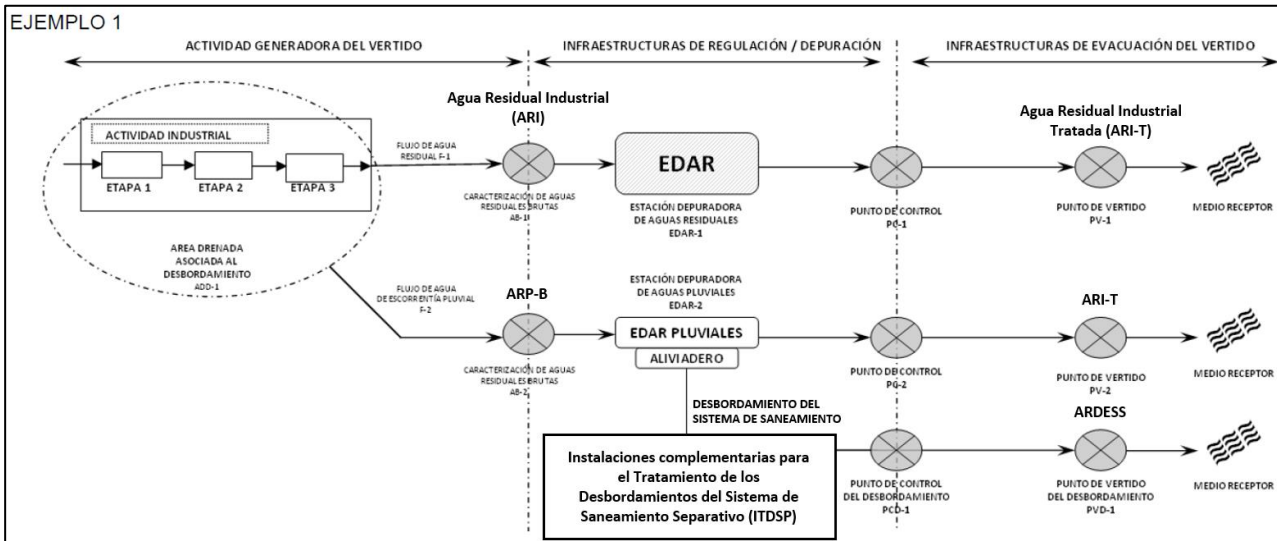 EJEMPLO 1
ACTIVIDAD GENERADORA DEL VERTIDO
INFRAESTRUCTURAS DE REGULACIÓN / DEPURACIÓN
INFRAESTRUCTURAS DE EVACUACIÓN DEL VERTIDO
ACTIVIDAD INDUSTRIAL
ETAPA 1
ETAPA 2
ETAPA 3
AREA DRENADA
ASOCIADA AL
DESBORDAMIENTO
ADD-1
FLUJO DE AGUA
RESIDUAL F-1
Agua Residual Industrial
(ARI)
CARACTERIZACIÓN DE AGUAS
RESIDUALES BRUTAS
AB-1
EDAR
ESTACIÓN DEPURADORA
DE AGUAS RESIDUALES
EDAR-1
PUNTO DE CONTROL
PC-1
Agua Residual Industrial
Tratada (ARI-T)
PUNTO DE VERTIDO
PV-1
MEDIO RECEPTOR
FLUJO DE AGUA
DE ESCORRENTÍA PLUVIAL
F-2
ARP-B
CARACTERIZACIÓN DE AGUAS
RESIDUALES BRUTAS
AB-2
ESTACIÓN DEPURADORA
DE AGUAS PLUVIALES
EDAR-2
EDAR PLUVIALES
ALIVIADERO
PUNTO DE CONTROL
PC-2
ARI-T
PUNTO DE VERTIDO
PV-2
MEDIO RECEPTOR
DESBORDAMIENTO DEL
SISTEMA DE SANEAMIENTO
Instalaciones complementarias para
el Tratamiento de los
Desbordamientos del Sistema de
Saneamiento Separativo (ITDSP)
PUNTO DE CONTROL
DEL DESBORDAMIENTO
PCD-1
ARDESS
PUNTO DE VERTIDO
DEL DESBORDAMIENTO
PVD-1
MEDIO RECEPTOR